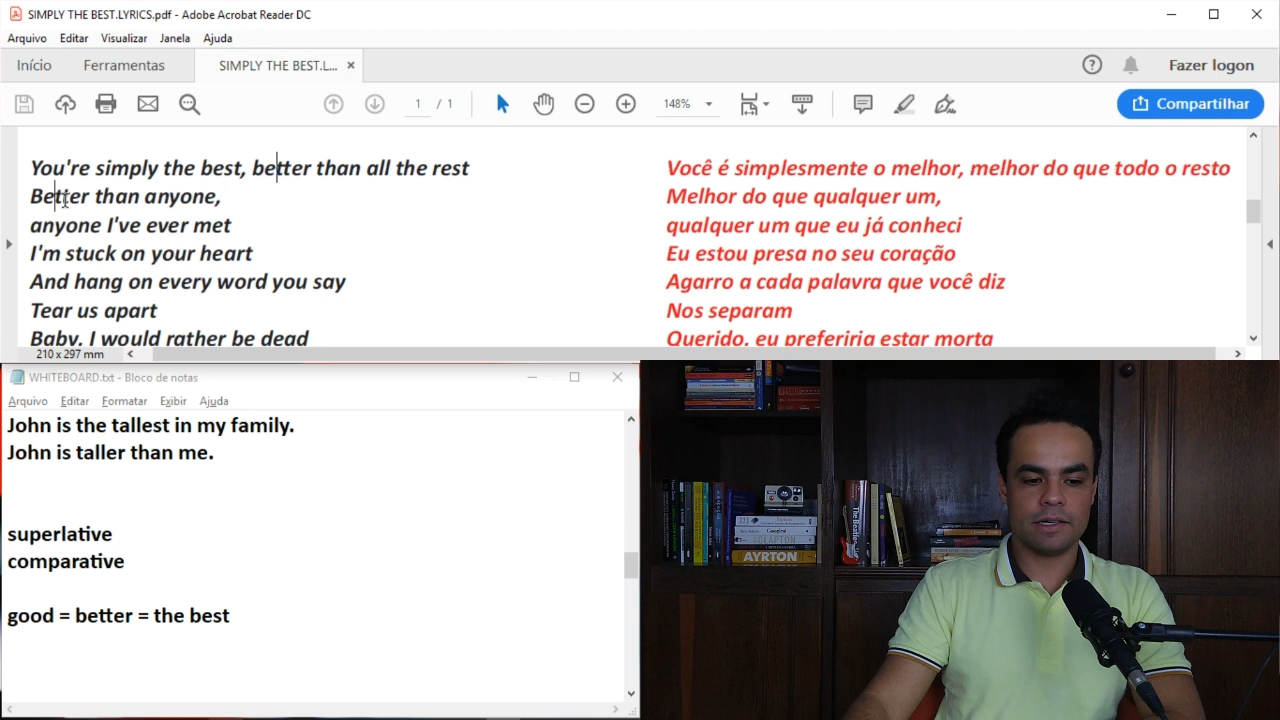 SIMPLY THE BEST.LYRICS.pdf - Adobe Acrobat Reader DC
Arquivo Editar Visualizar Janela Ajuda
Início Ferramentas SIMPLY THE BEST.L... × Fazer logon
1 / 1 148% Compartilhar
You're simply the best, better than all the rest
Better than anyone,
anyone I've ever met
I'm stuck on your heart
And hang on every word you say
Tear us apart
Baby, I would rather be dead
Você é simplesmente o melhor, melhor do que todo o resto
Melhor do que qualquer um,
qualquer um que eu já conheci
Eu estou presa no seu coração
Agarro a cada palavra que você diz
Nos separam
Querido, eu preferiria estar morta
210 x 297 mm
WHITEBOARD.txt - Bloco de notas
Arquivo Editar Formatar Exibir Ajuda
John is the tallest in my family.
John is taller than me.
superlative
comparative
good = better = the best
The Beatles
CLAPTON
AYRTON